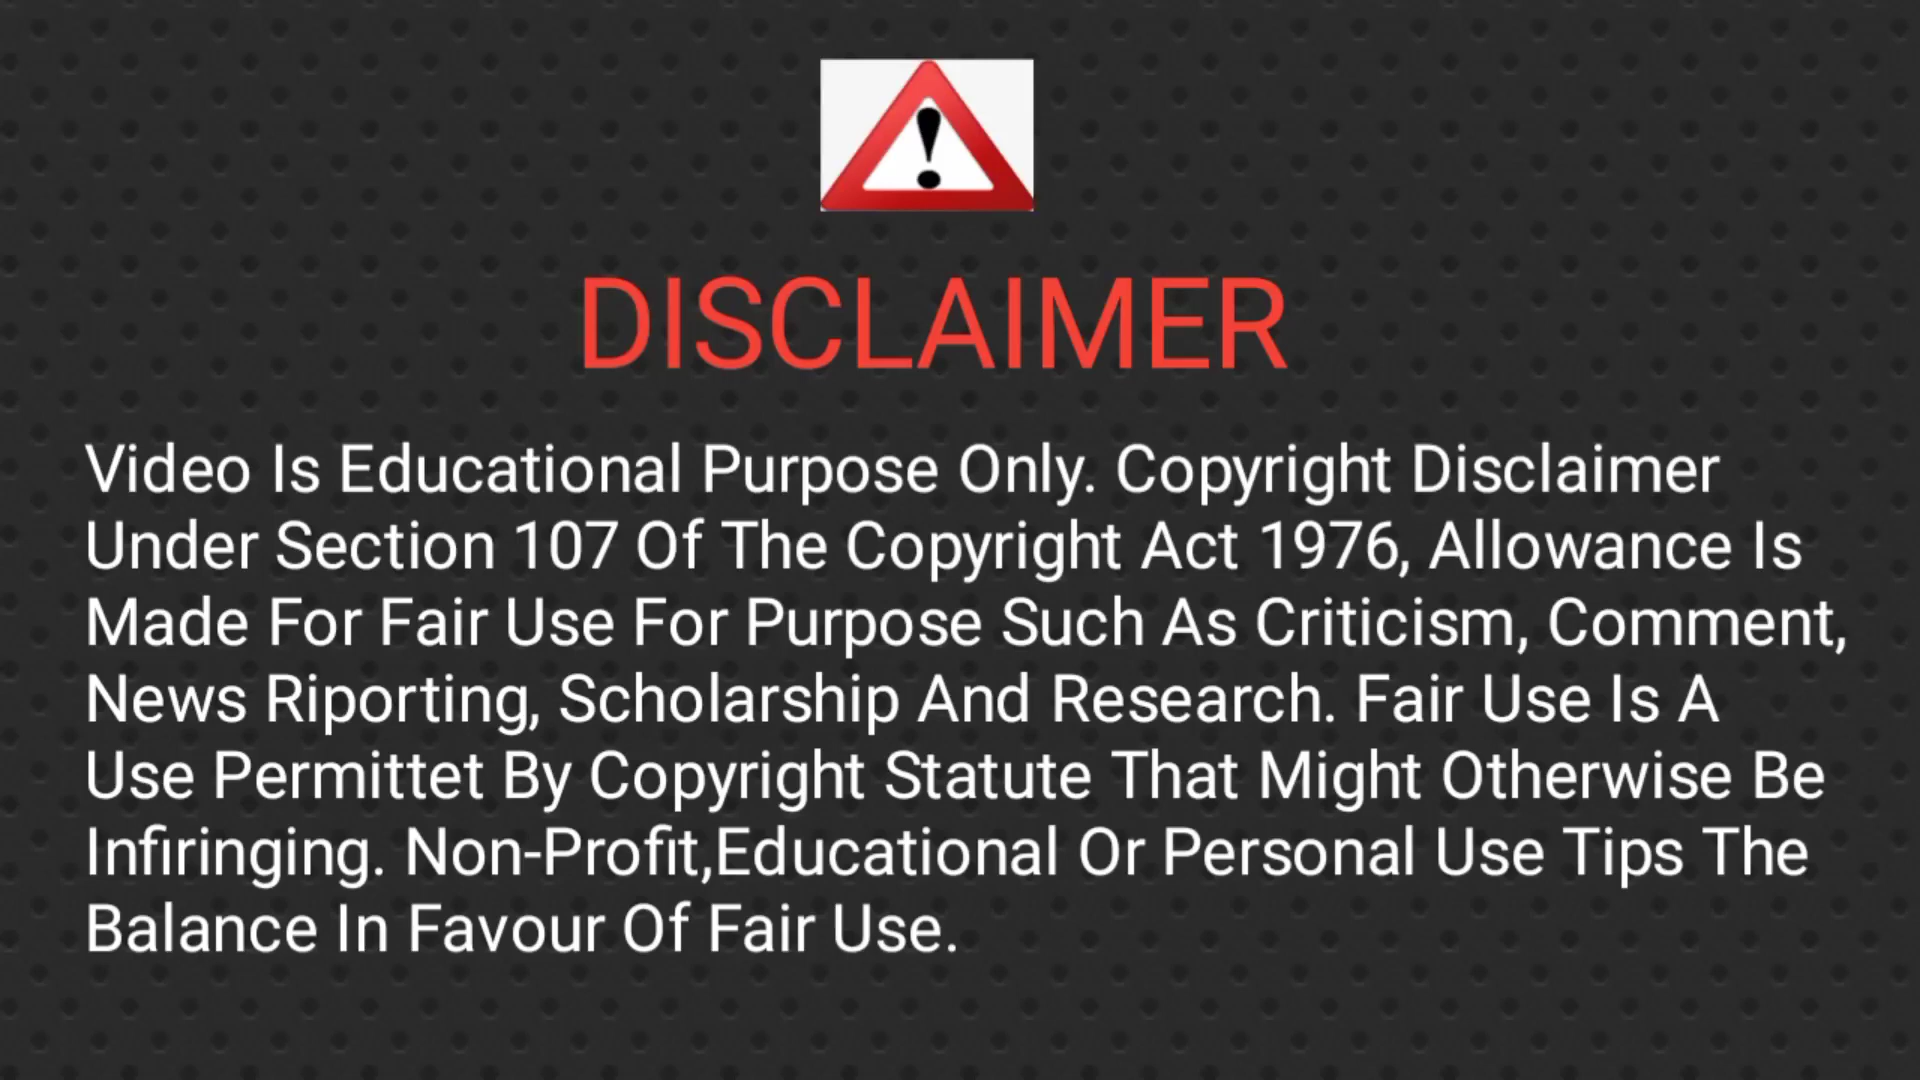 DISCLAIMER
Video Is Educational Purpose Only. Copyright Disclaimer
Under Section 107 Of The Copyright Act 1976, Allowance Is
Made For Fair Use For Purpose Such As Criticism, Comment,
News Riporting, Scholarship And Research. Fair Use Is A
Use Permittet By Copyright Statute That Might Otherwise Be
Infiringing. Non-Profit,Educational Or Personal Use Tips The
Balance In Favour Of Fair Use.